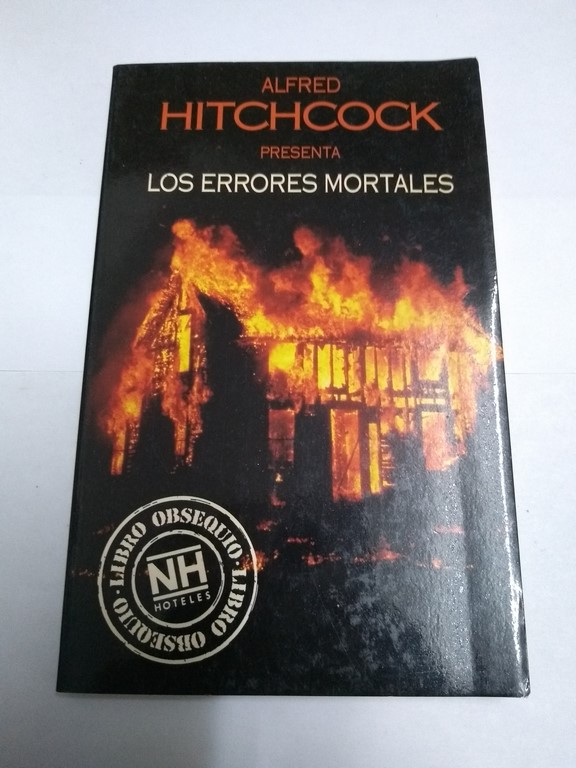 ALFRED
HITCHCOCK
PRESENTA
LOS ERRORES MORTALES
LIBRO OBSEQUIO · LIBRO OBSEQUIO ·
NH
HOTELES